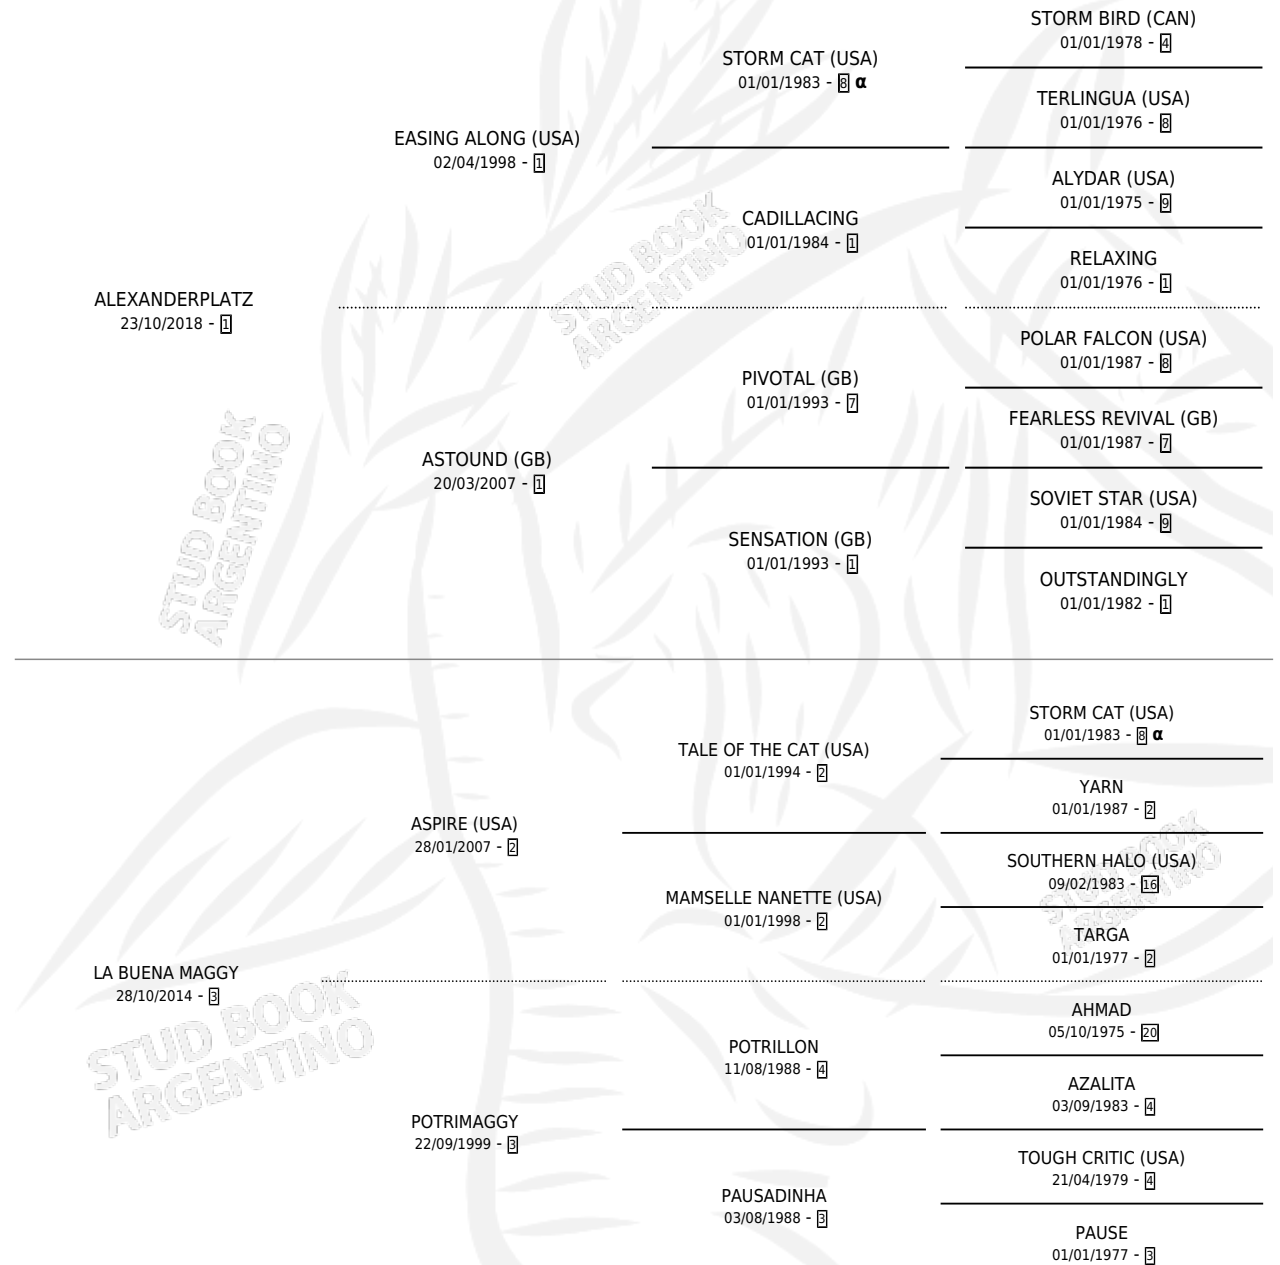 STORM BIRD (CAN)
01/01/1978 - 4
STORM CAT (USA)
01/01/1983 - 8 α
TERLINGUA (USA)
01/01/1976 - 8
EASING ALONG (USA)
02/04/1998 - 1
ALYDAR (USA)
01/01/1975 - 9
CADILLACING
01/01/1984 - 1
RELAXING
01/01/1976 - 1
ALEXANDERPLATZ
23/10/2018 - 1
POLAR FALCON (USA)
01/01/1987 - 8
PIVOTAL (GB)
01/01/1993 - 7
FEARLESS REVIVAL (GB)
01/01/1987 - 7
ASTOUND (GB)
20/03/2007 - 1
SOVIET STAR (USA)
01/01/1984 - 9
SENSATION (GB)
01/01/1993 - 1
OUTSTANDINGLY
01/01/1982 - 1
STUD BOOK
ARGENTINO
STUD BOOK
ARGENTINO
STORM CAT (USA)
01/01/1983 - 8 α
TALE OF THE CAT (USA)
01/01/1994 - 2
YARN
01/01/1987 - 2
ASPIRE (USA)
28/01/2007 - 2
SOUTHERN HALO (USA)
09/02/1983 - 16
MAMSELLE NANETTE (USA)
01/01/1998 - 2
TARGA
01/01/1977 - 2
LA BUENA MAGGY
28/10/2014 - 3
AHMAD
05/10/1975 - 20
POTRILLON
11/08/1988 - 4
AZALITA
03/09/1983 - 4
POTRIMAGGY
22/09/1999 - 3
TOUGH CRITIC (USA)
21/04/1979 - 4
PAUSADINHA
03/08/1988 - 3
PAUSE
01/01/1977 - 3
STUD BOOK
ARGENTINO
STUD BOOK
ARGENTINO